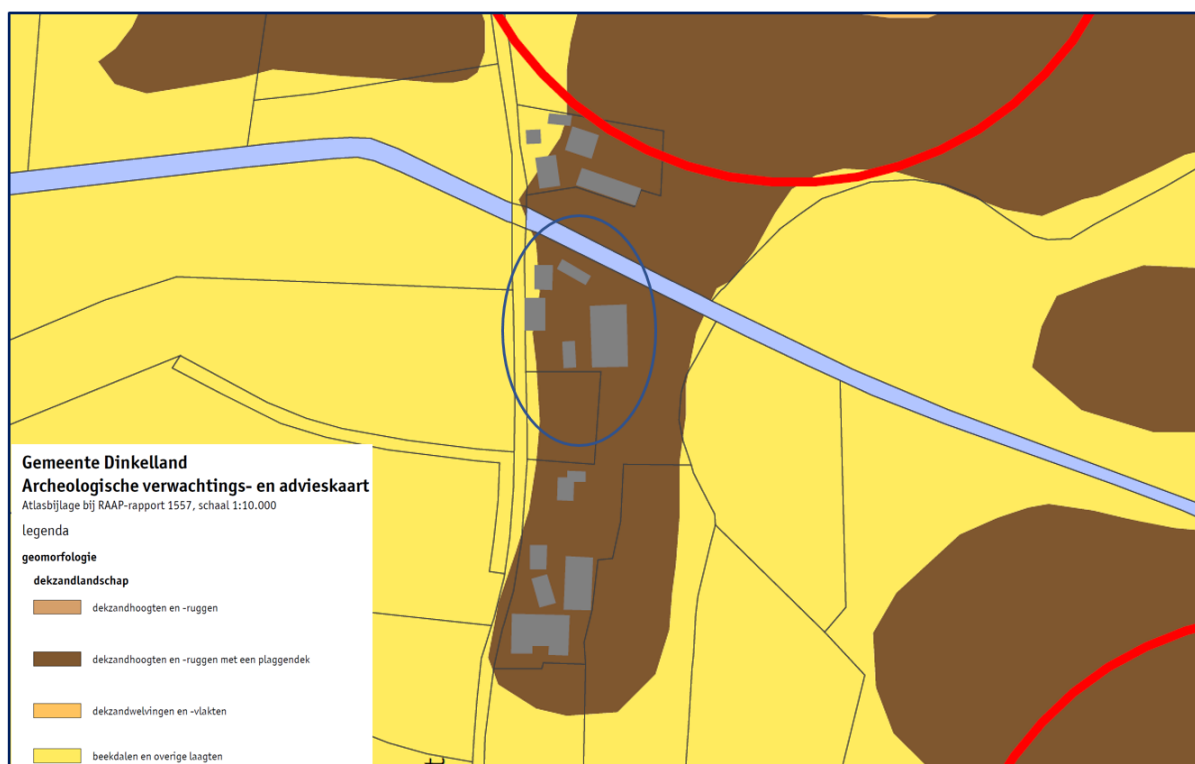 Gemeente Dinkelland
Archeologische verwachtings- en advieskaart
Atlasbijlage bij RAAP-rapport 1557, schaal 1:10.000
legenda
geomorfologie
dekzandlandschap
dekzandhoogten en -ruggen
dekzandhoogten en -ruggen met een plaggendek
dekzandwelvingen en -vlakten
beekdalen en overige laagten